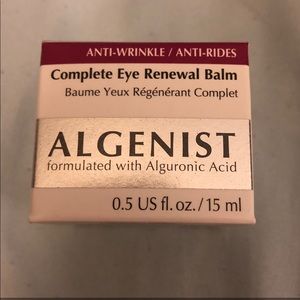 ANTI-WRINKLE / ANTI-RIDES
Complete Eye Renewal Balm
Baume Yeux Régénérant Complet
ALGENIST
formulated with Alguronic Acid
0.5 US fl. oz. / 15 ml